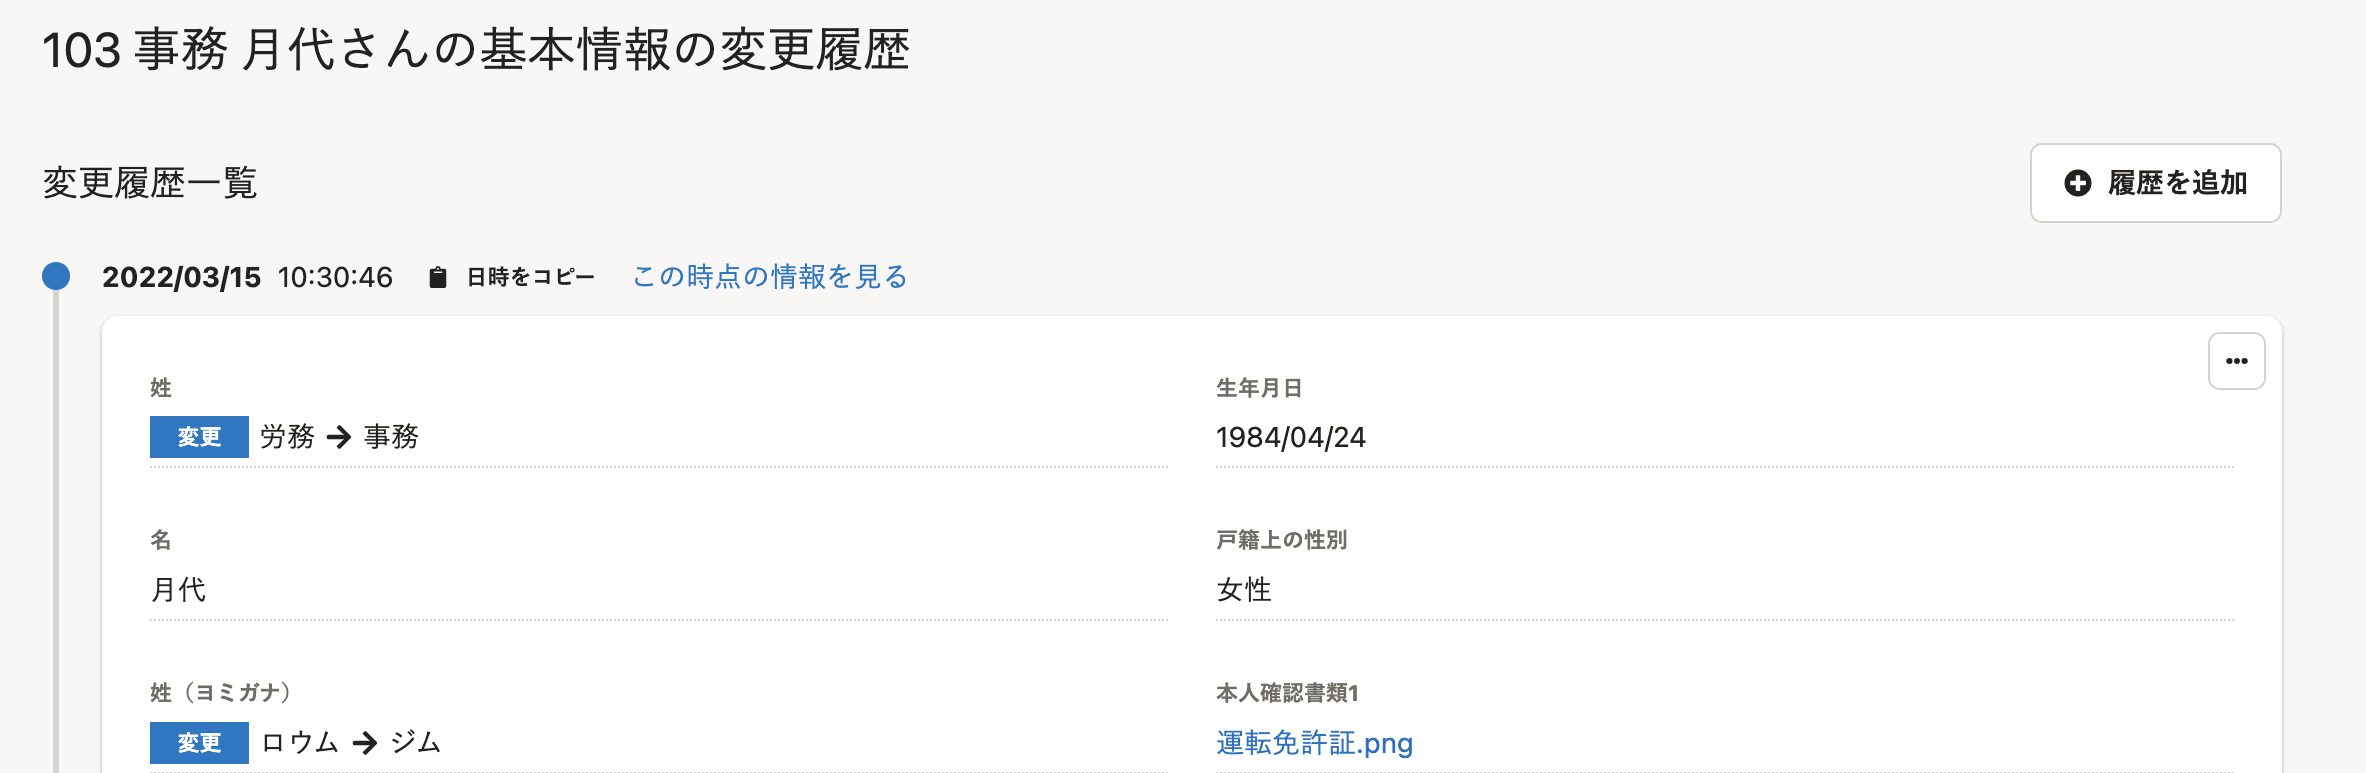 103 事務 月代さんの基本情報の変更履歴
変更履歴一覧
履歴を追加
2022/03/15 10:30:46 日時をコピー この時点の情報を見る
姓
変更 労務 → 事務
生年月日
1984/04/24
名
月代
戸籍上の性別
女性
姓（ヨミガナ）
変更 ロウム → ジム
本人確認書類1
運転免許証.png